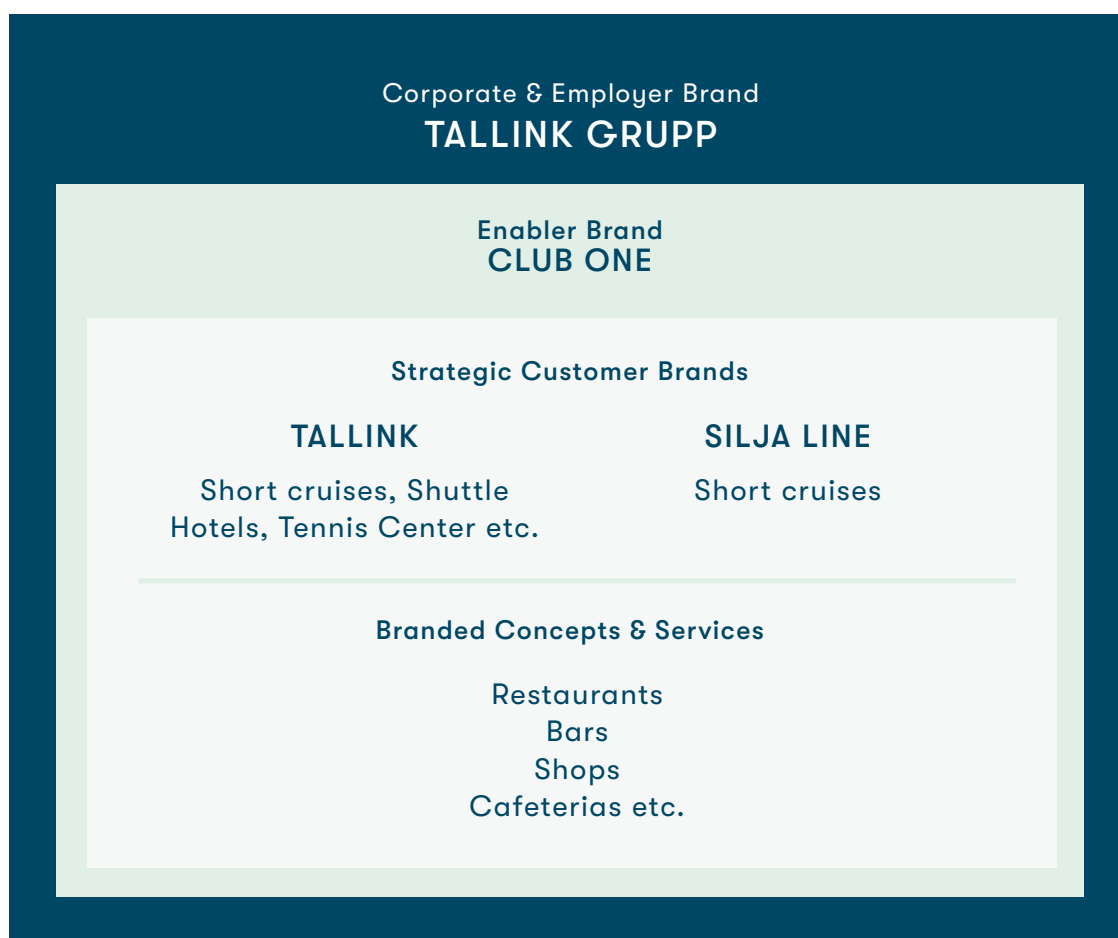 Corporate & Employer Brand
TALLINK GRUPP
Enabler Brand
CLUB ONE
Strategic Customer Brands
TALLINK
Short cruises, Shuttle
Hotels, Tennis Center etc.
SILJA LINE
Short cruises
Branded Concepts & Services
Restaurants
Bars
Shops
Cafeterias etc.